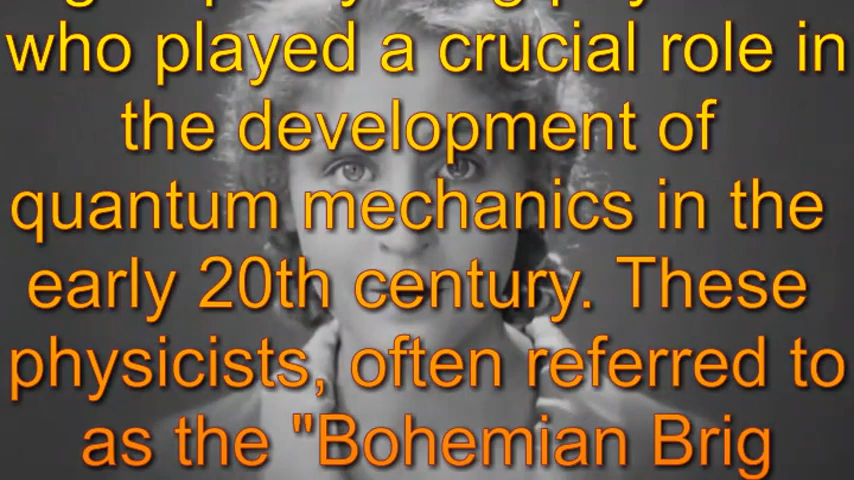 who played a crucial role in
the development of
quantum mechanics in the
early 20th century. These
physicists, often referred to
as the "Bohemian Brig